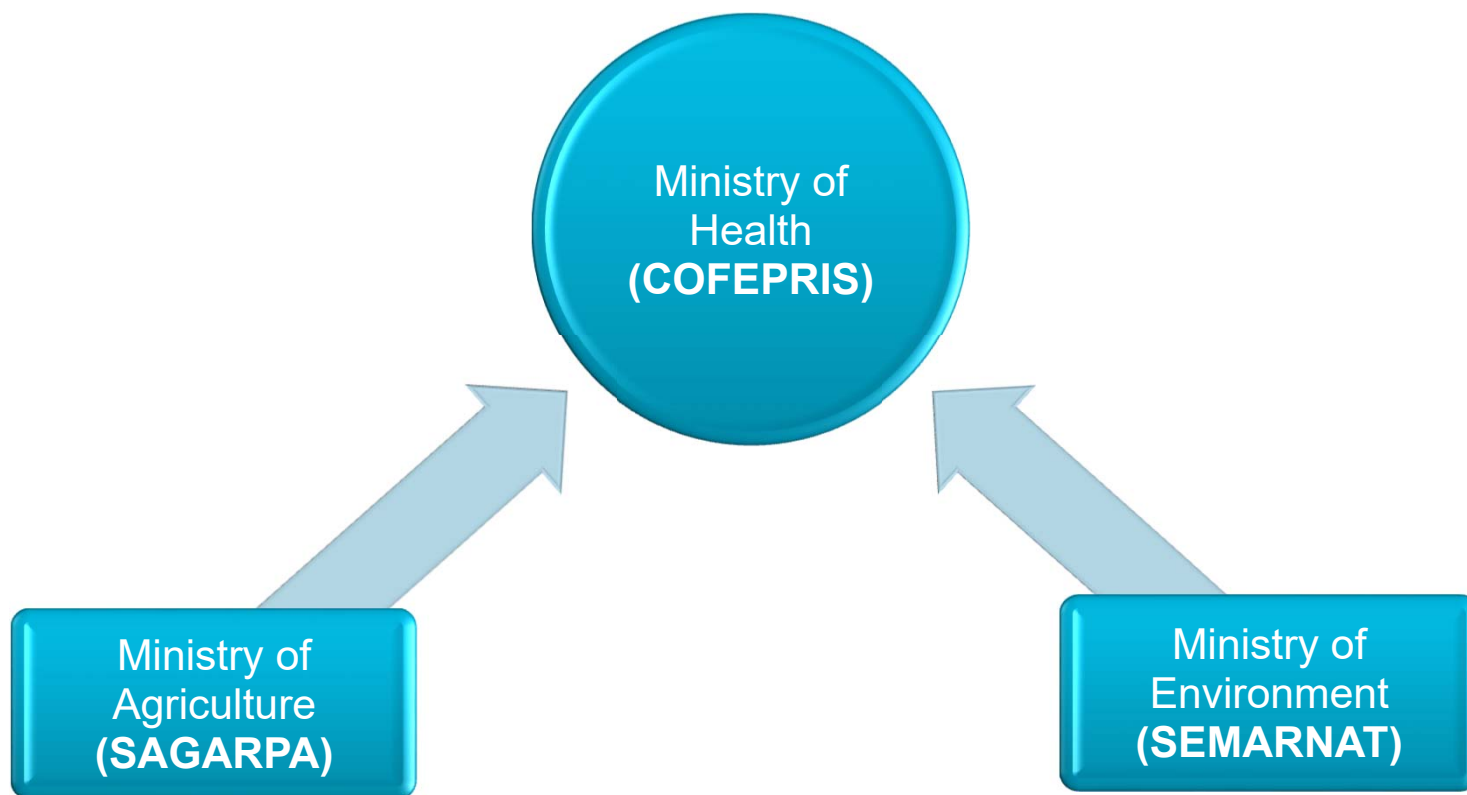 Ministry of
Health
(COFEPRIS)
Ministry of
Agriculture
(SAGARPA)
Ministry of
Environment
(SEMARNAT)